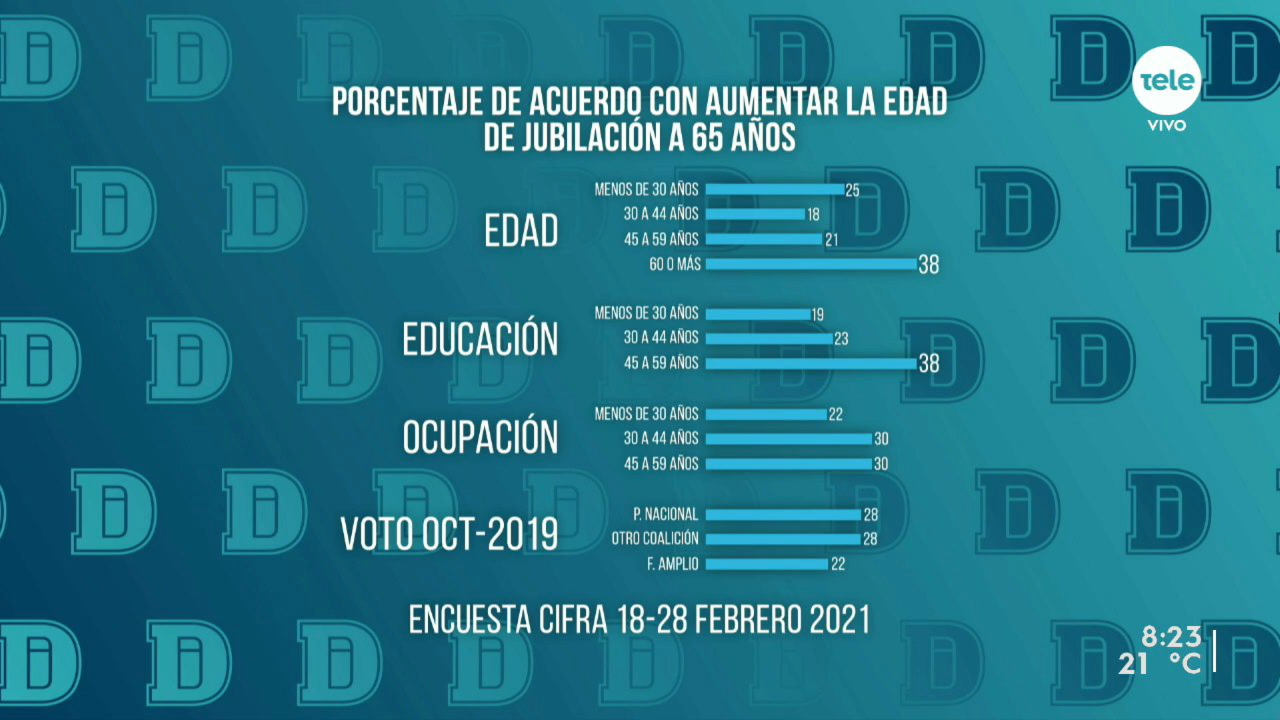 tele
VIVO
PORCENTAJE DE ACUERDO CON AUMENTAR LA EDAD
DE JUBILACIÓN A 65 AÑOS
EDAD
MENOS DE 30 AÑOS 25
30 A 44 AÑOS 18
45 A 59 AÑOS 21
60 O MÁS 38
EDUCACIÓN
MENOS DE 30 AÑOS 19
30 A 44 AÑOS 23
45 A 59 AÑOS 38
OCUPACIÓN
MENOS DE 30 AÑOS 22
30 A 44 AÑOS 30
45 A 59 AÑOS 30
VOTO OCT-2019
P. NACIONAL 28
OTRO COALICIÓN 28
F. AMPLIO 22
ENCUESTA CIFRA 18-28 FEBRERO 2021
8:23
21 °C